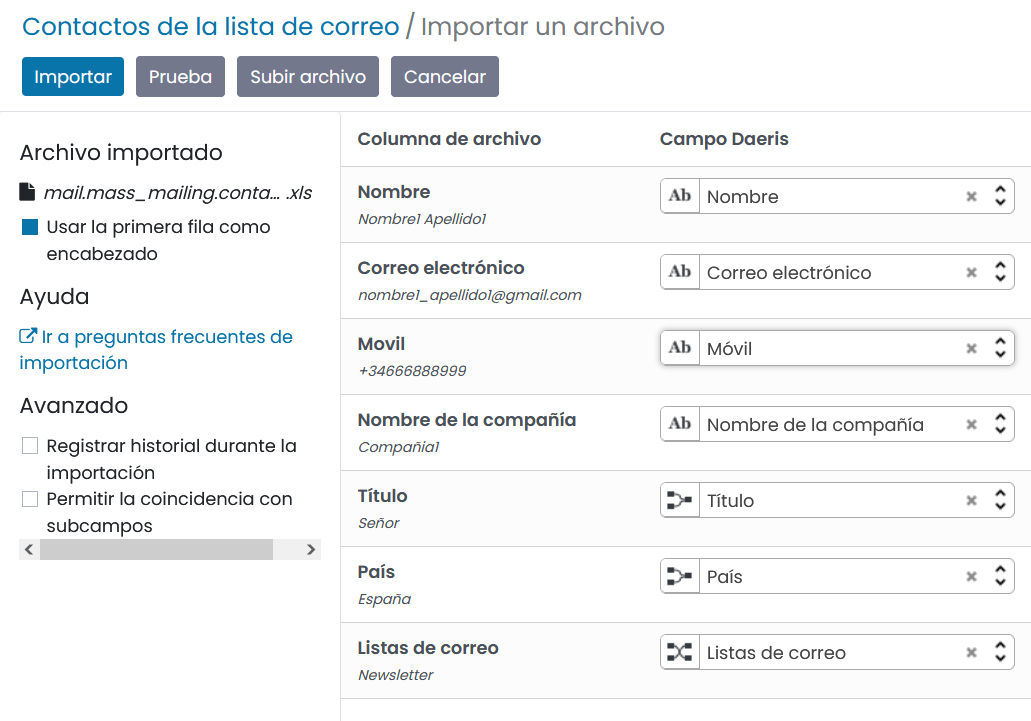 Contactos de la lista de correo / Importar un archivo
Importar Prueba Subir archivo Cancelar
Archivo importado
mail.mass_mailing.conta... .xls
Usar la primera fila como
encabezado
Ayuda
Ir a preguntas frecuentes de
importación
Avanzado
Registrar historial durante la
importación
Permitir la coincidencia con
subcampos
Columna de archivo Campo Daeris
Nombre
Nombre1 Apellido1
Ab Nombre
Correo electrónico
nombre1_apellido1@gmail.com
Ab Correo electrónico
Movil
+34666888999
Ab Móvil
Nombre de la compañía
Compañia1
Ab Nombre de la compañía
Título
Señor
Título
País
España
País
Listas de correo
Newsletter
Listas de correo